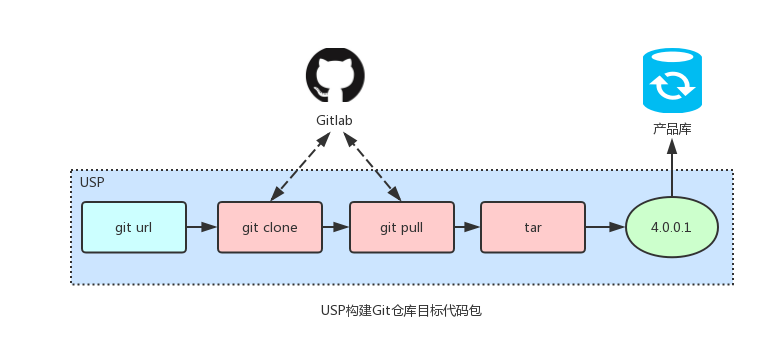 Gitlab
产品库
USP
git url
git clone
git pull
tar
4.0.0.1
USP构建Git仓库目标代码包